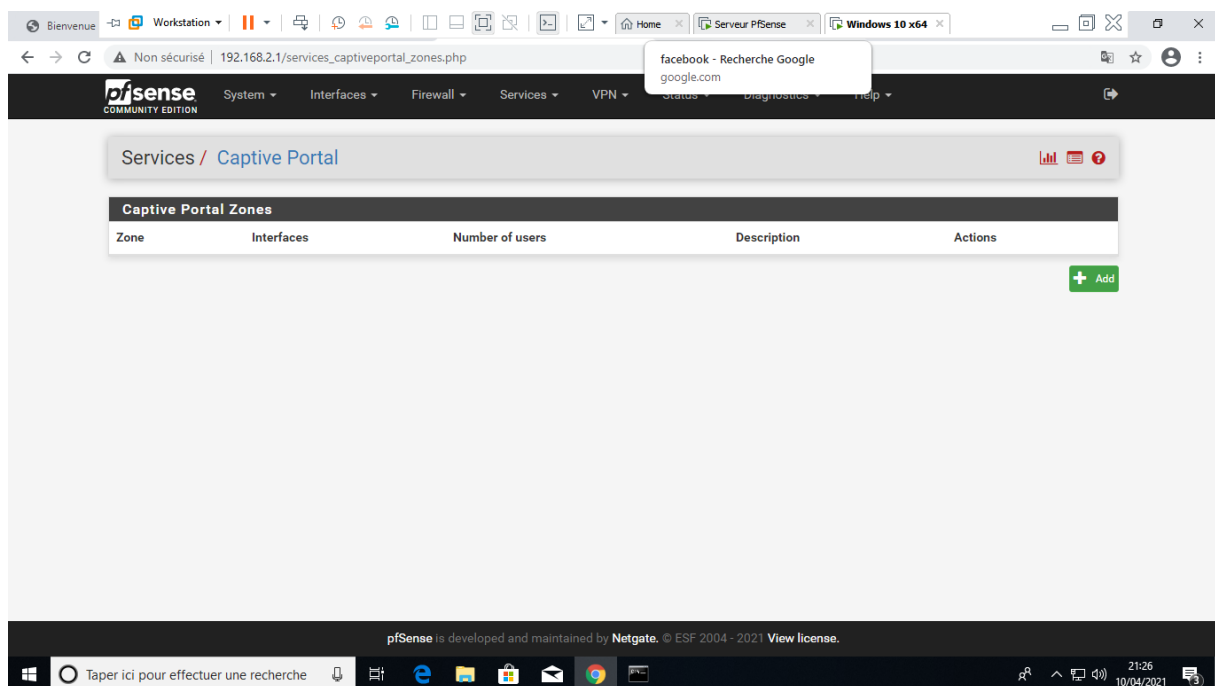 Bienvenue Workstation Home Serveur PfSense Windows 10 x64
Non sécurisé 192.168.2.1/services_captiveportal_zones.php
facebook - Recherche Google
google.com
pfsense
COMMUNITY EDITION
System Interfaces Firewall Services VPN Status Diagnostics Help
Services / Captive Portal
Captive Portal Zones
Zone Interfaces Number of users Description Actions
Add
pfSense is developed and maintained by Netgate. © ESF 2004 - 2021 View license.
Taper ici pour effectuer une recherche
21:26
10/04/2021
3